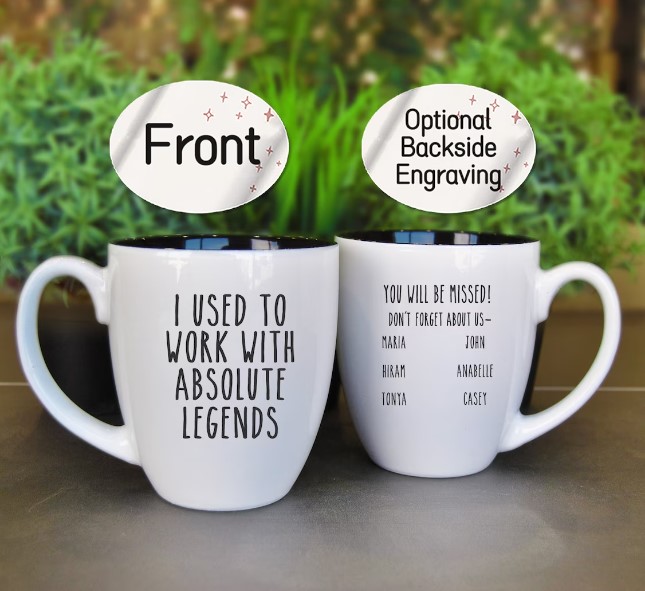 Front
Optional
Backside
Engraving
I USED TO
WORK WITH
ABSOLUTE
LEGENDS
YOU WILL BE MISSED!
DON'T FORGET ABOUT US-
MARIA JOHN
HIRAM ANABELLE
TONYA CASEY